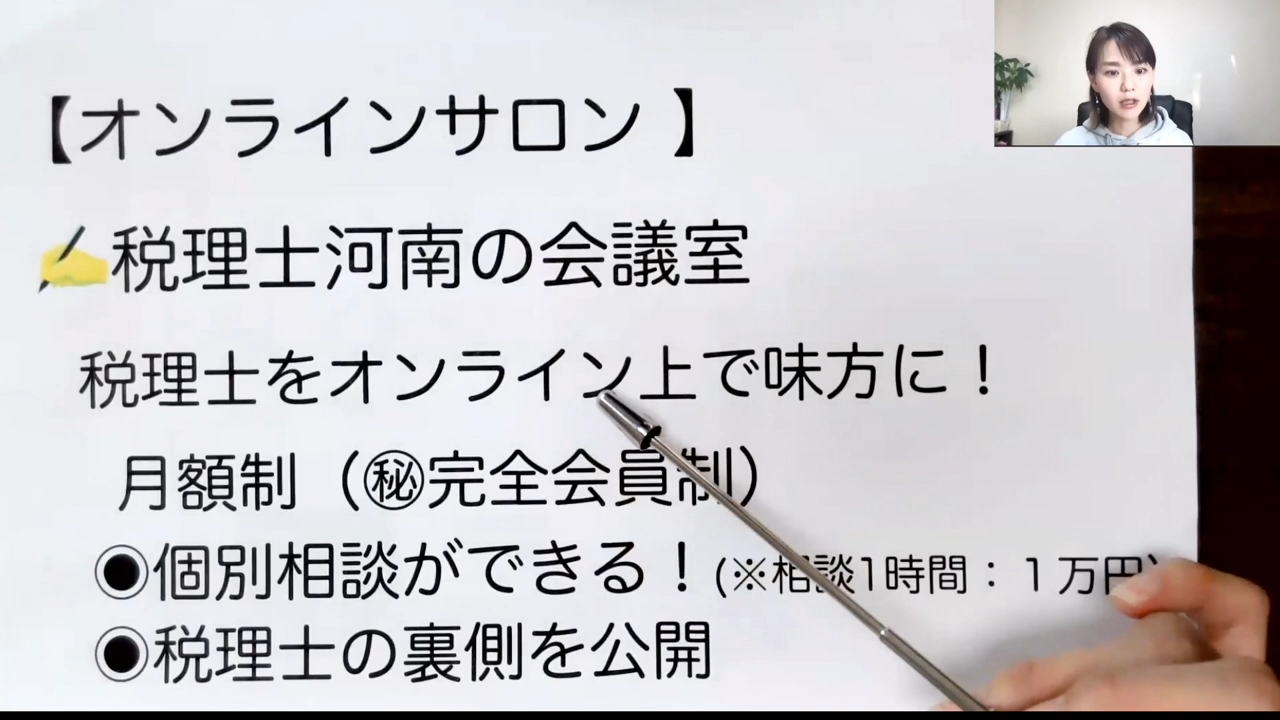 【オンラインサロン 】
✍税理士河南の会議室
税理士をオンライン上で味方に！
月額制（㊙完全会員制）
◉個別相談ができる！(※相談1時間：１万円)
◉税理士の裏側を公開